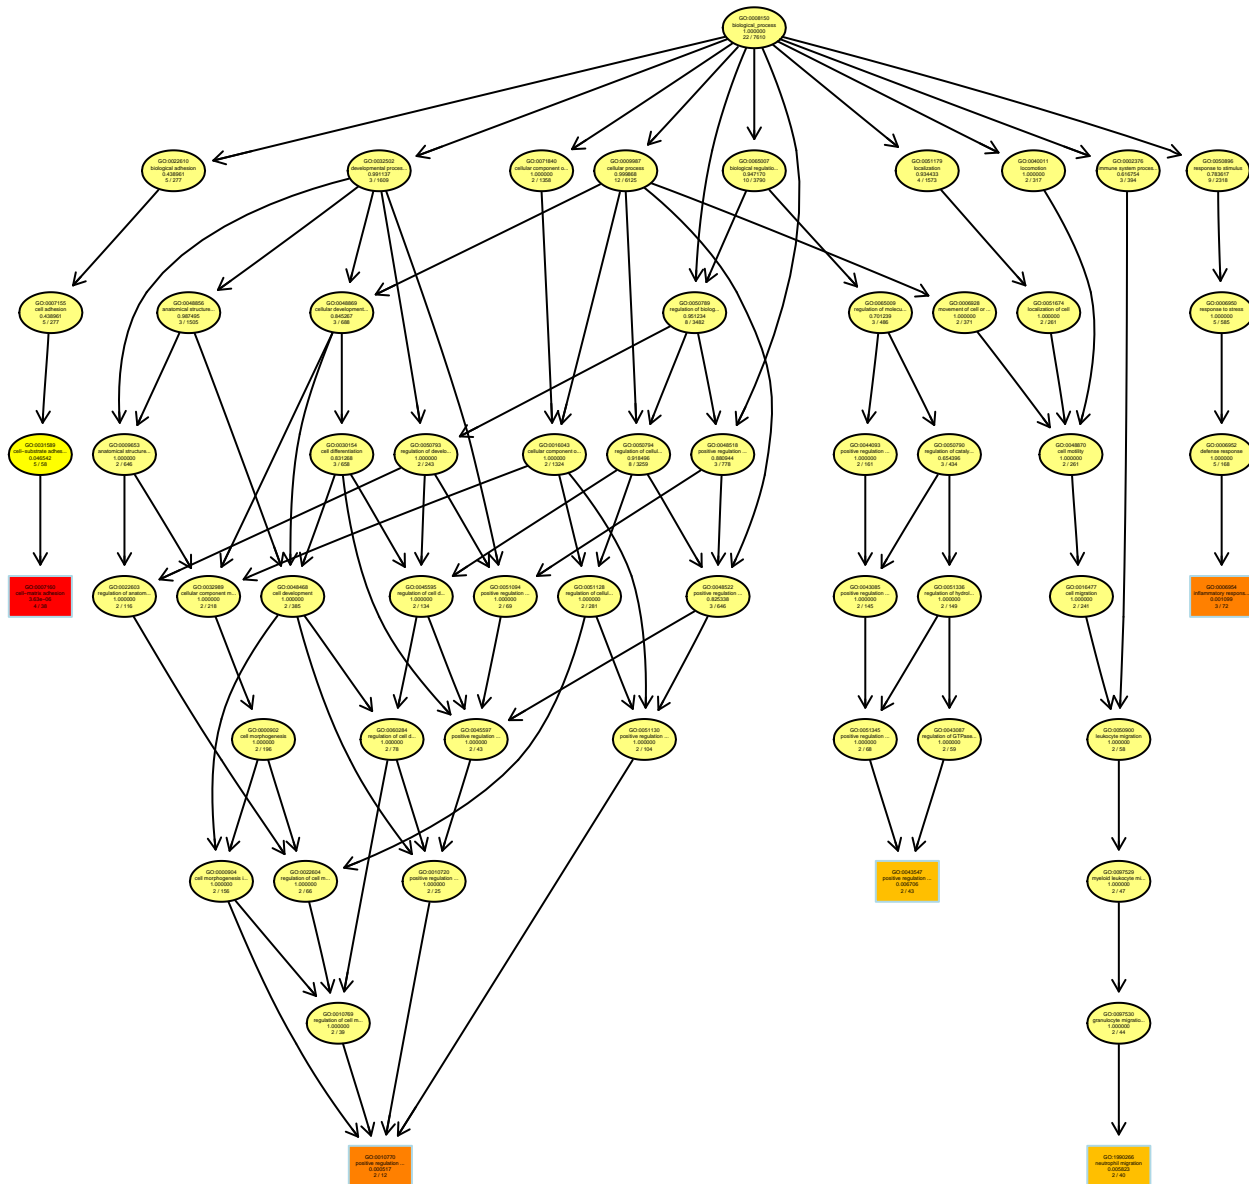 GO:0008150
biological_process
1.000000
22 / 7610
GO:0022610
biological adhesion
0.438961
5 / 277
GO:0032502
developmental proces...
0.991137
3 / 1609
GO:0071840
cellular component o...
1.000000
2 / 1358
GO:0009987
cellular process
0.999868
12 / 6125
GO:0065007
biological regulatio...
0.947170
10 / 3790
GO:0051179
localization
0.934433
4 / 1573
GO:0040011
locomotion
1.000000
2 / 317
GO:0002376
immune system proces...
0.616754
3 / 394
GO:0050896
response to stimulus
0.783617
9 / 2318
GO:0007155
cell adhesion
0.438961
5 / 277
GO:0048856
anatomical structure...
0.987495
3 / 1505
GO:0048869
cellular development...
0.845267
3 / 688
GO:0050789
regulation of biolog...
0.951234
8 / 3482
GO:0065009
regulation of molecu...
0.701239
3 / 486
GO:0006928
movement of cell or ...
1.000000
2 / 371
GO:0051674
localization of cell
1.000000
2 / 261
GO:0006950
response to stress
1.000000
5 / 585
GO:0031589
cell-substrate adhes...
0.046542
5 / 58
GO:0009653
anatomical structure...
1.000000
2 / 646
GO:0030154
cell differentiation
0.831268
3 / 658
GO:0050793
regulation of develo...
1.000000
2 / 243
GO:0016043
cellular component o...
1.000000
2 / 1324
GO:0050794
regulation of cellul...
0.918496
8 / 3259
GO:0048518
positive regulation ...
0.880944
3 / 778
GO:0044093
positive regulation ...
1.000000
2 / 161
GO:0050790
regulation of cataly...
0.654396
3 / 434
GO:0048870
cell motility
1.000000
2 / 261
GO:0006952
defense response
1.000000
5 / 168
cell-matrix adhesion
GO:0022603
regulation of anatom...
1.000000
2 / 116
GO:0032989
cellular component m...
1.000000
2 / 218
GO:0048468
cell development
1.000000
2 / 385
GO:0045595
regulation of cell d...
1.000000
2 / 134
GO:0051094
positive regulation ...
1.000000
2 / 69
GO:0051128
regulation of cellul...
1.000000
2 / 281
GO:0048522
positive regulation ...
0.825338
3 / 646
GO:0043085
positive regulation ...
1.000000
2 / 145
GO:0051336
regulation of hydrol...
1.000000
2 / 149
GO:0016477
cell migration
1.000000
2 / 241
GO:0006954
inflammatory respons...
0.001099
3 / 72
GO:0000902
cell morphogenesis
1.000000
2 / 196
GO:0060284
regulation of cell d...
1.000000
2 / 78
GO:0045597
positive regulation ...
1.000000
2 / 43
GO:0051130
positive regulation ...
1.000000
2 / 104
GO:0051345
positive regulation ...
1.000000
2 / 68
GO:0043087
regulation of GTPase...
1.000000
2 / 59
GO:0050900
leukocyte migration
1.000000
2 / 58
GO:0000904
cell morphogenesis i...
1.000000
2 / 156
GO:0022604
regulation of cell m...
1.000000
2 / 66
GO:0010720
positive regulation ...
1.000000
2 / 25
GO:0043547
positive regulation ...
0.006706
2 / 43
GO:0097529
myeloid leukocyte mi...
1.000000
2 / 47
GO:0010769
regulation of cell m...
1.000000
2 / 39
GO:0097530
granulocyte migratio...
1.000000
2 / 44
GO:0010770
positive regulation ...
0.000517
2 / 12
GO:1990266
neutrophil migration
0.005823
2 / 40